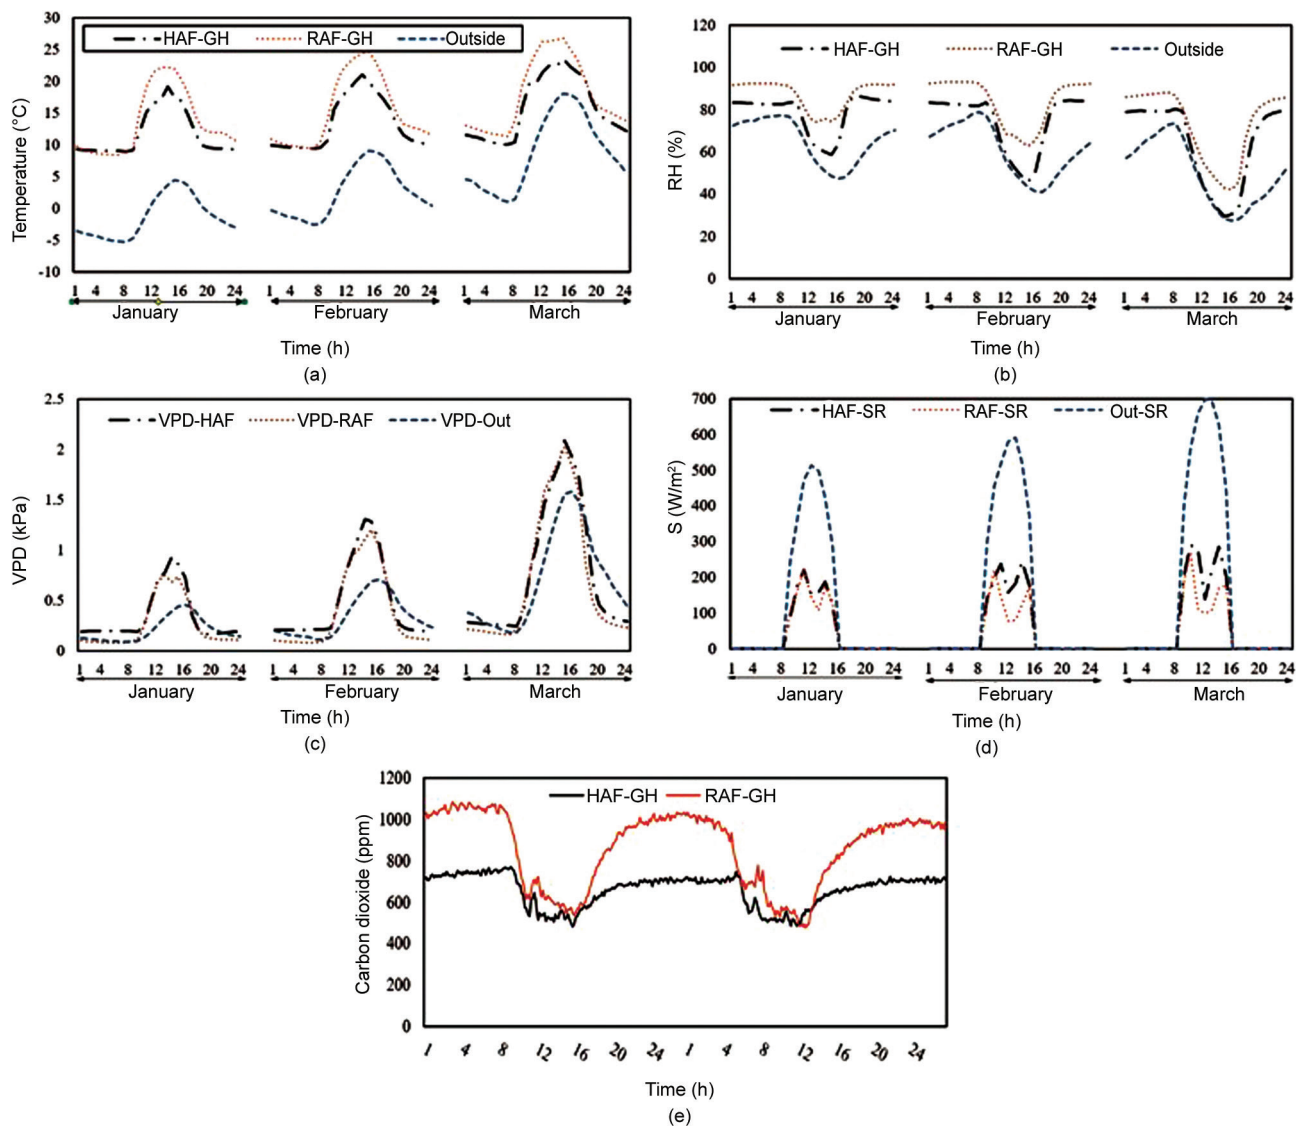 30
25
20
15
10
5
0
-5
-10
Temperature (°C)
HAF-GH RAF-GH Outside
1 4 8 12 16 20 24 1 4 8 12 16 20 24 1 4 8 12 16 20 24
January February March
Time (h)
(a)
120
100
80
60
40
20
0
RH (%)
HAF-GH RAF-GH Outside
1 4 8 12 16 20 24 1 4 8 12 16 20 24 1 4 8 12 16 20 24
January February March
Time (h)
(b)
2.5
2
1.5
1
0.5
0
VPD (kPa)
VPD-HAF VPD-RAF VPD-Out
1 4 8 12 16 20 24 1 4 8 12 16 20 24 1 4 8 12 16 20 24
January February March
Time (h)
(c)
700
600
500
400
300
200
100
0
S (W/m²)
HAF-SR RAF-SR Out-SR
1 4 8 12 16 20 24 1 4 8 12 16 20 24 1 4 8 12 16 20 24
January February March
Time (h)
(d)
1200
1000
800
600
400
200
0
Carbon dioxide (ppm)
HAF-GH RAF-GH
1 4 8 12 16 20 24 1 4 8 12 16 20 24
Time (h)
(e)